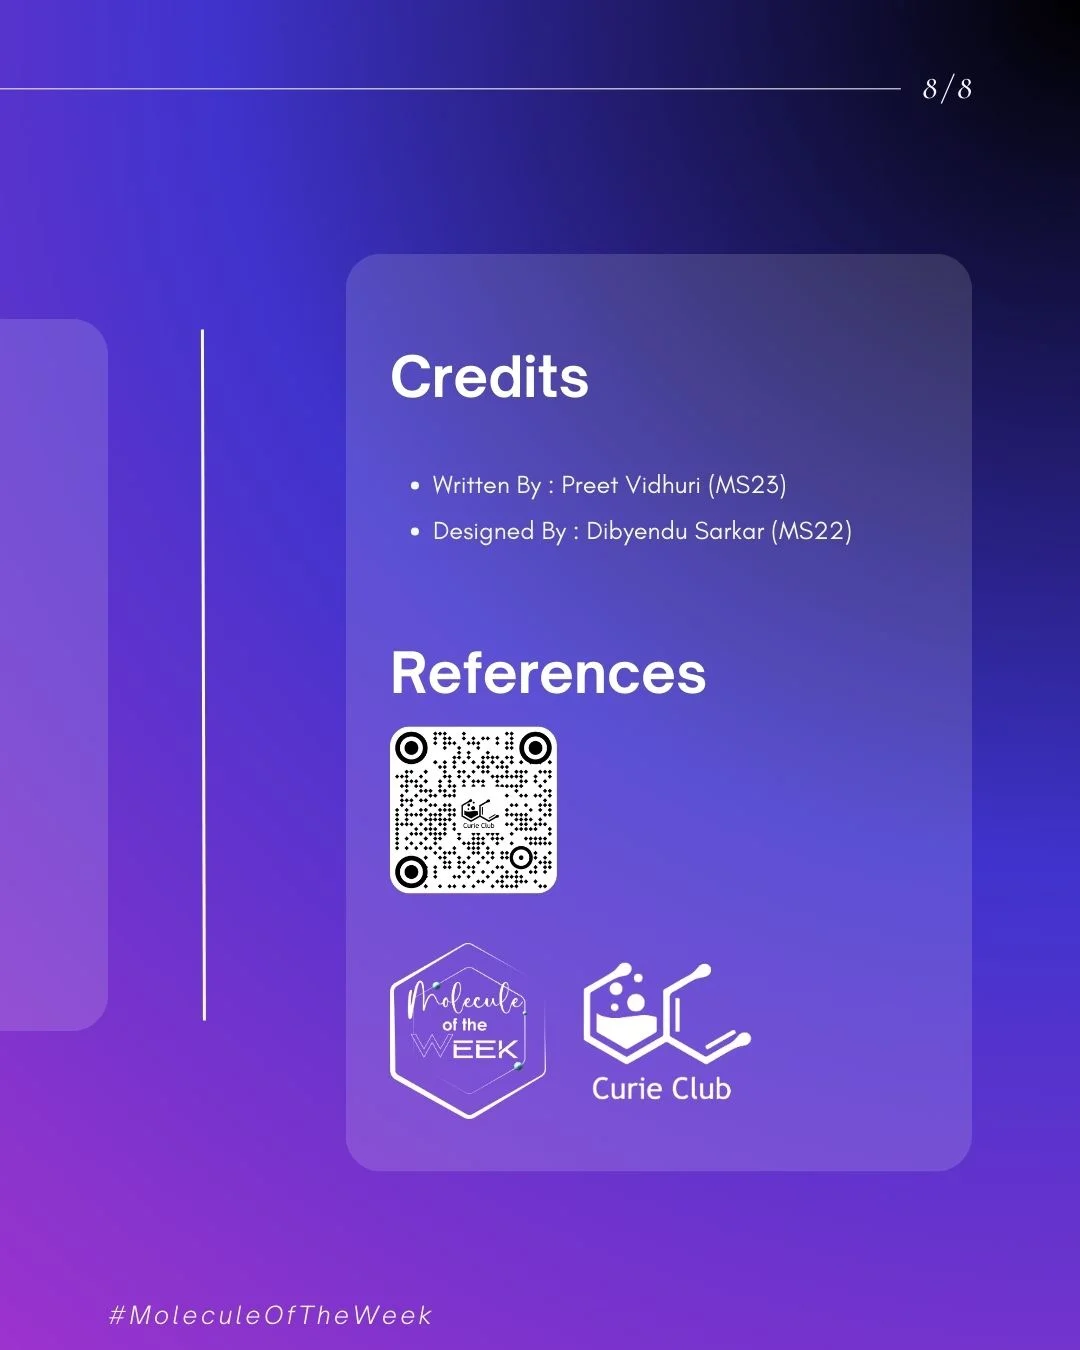 8/8
Credits
• Written By : Preet Vidhuri (MS23)
• Designed By : Dibyendu Sarkar (MS22)
References
Curie Club
Molecule
of the
WEEK
Curie Club
#MoleculeOfTheWeek